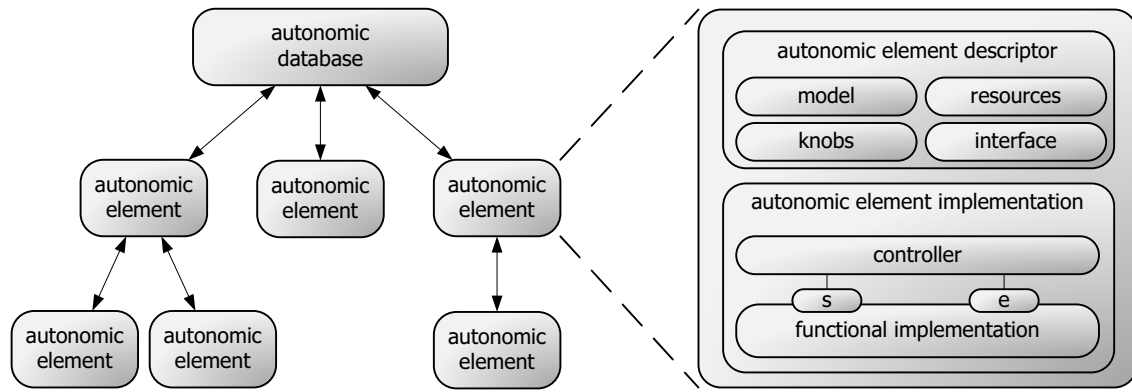 autonomic
database
autonomic
element
autonomic
element
autonomic
element
autonomic
element
autonomic
element
autonomic
element
autonomic element descriptor
model
resources
knobs
interface
autonomic element implementation
controller
s
e
functional implementation